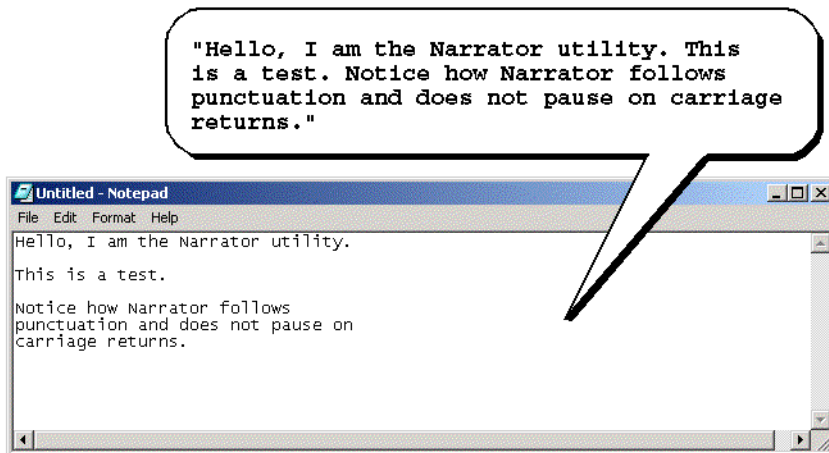 "Hello, I am the Narrator utility. This
is a test. Notice how Narrator follows
punctuation and does not pause on carriage
returns."
Untitled - Notepad
File Edit Format Help
Hello, I am the Narrator utility.
This is a test.
Notice how Narrator follows
punctuation and does not pause on
carriage returns.